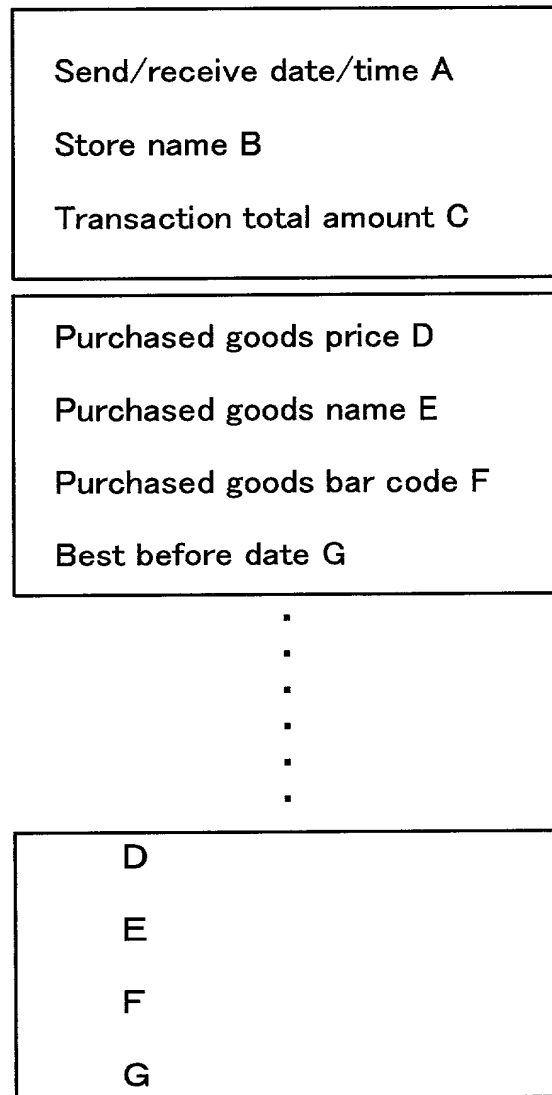 Send/receive date/time A
Store name B
Transaction total amount C
Purchased goods price D
Purchased goods name E
Purchased goods bar code F
Best before date G
D
E
F
G